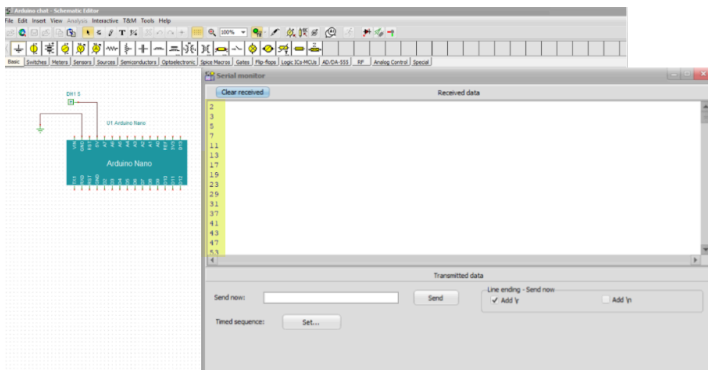 Arduino chat - Schematic Editor
File Edit Insert View Analysis Interactive T&M Tools Help
100%
Basic Switches Meters Sensors Sources Semiconductors Optoelectronic Spice Macros Gates Flip-flops Logic ICs-MCUs AD/DA-555 RF Analog Control Special
Serial monitor
Clear received
Received data
2
3
5
7
11
13
17
19
23
29
31
37
41
43
47
53
U1 Arduino Nano
Arduino Nano
Transmitted data
Send now:
Send
Line ending - Send now
Add \r
Add \n
Timed sequence:
Set...